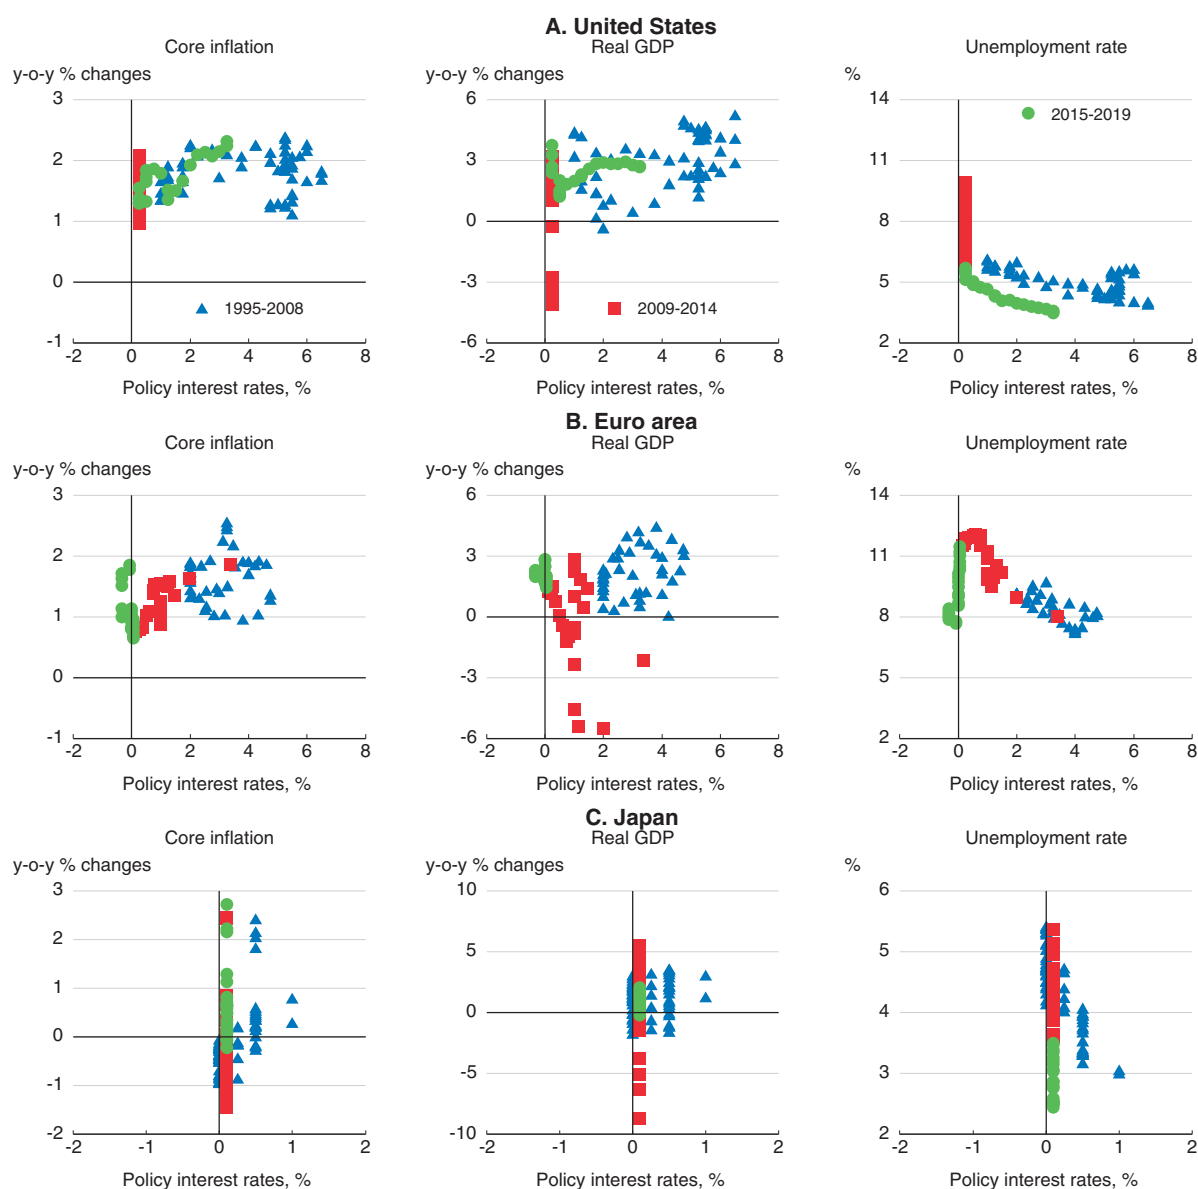 A. United States
Core inflation Real GDP Unemployment rate
y-o-y % changes y-o-y % changes %
3 6 14
2015-2019
2 3 11
1 0 8
0 -3 5
1995-2008 2009-2014
-1 -6 2
-2 0 2 4 6 8 -2 0 2 4 6 8 -2 0 2 4 6 8
Policy interest rates, % Policy interest rates, % Policy interest rates, %
B. Euro area
Core inflation Real GDP Unemployment rate
y-o-y % changes y-o-y % changes %
3 6 14
2 3 11
1 0 8
0 -3 5
-1 -6 2
-2 0 2 4 6 8 -2 0 2 4 6 8 -2 0 2 4 6 8
Policy interest rates, % Policy interest rates, % Policy interest rates, %
C. Japan
Core inflation Real GDP Unemployment rate
y-o-y % changes y-o-y % changes %
3 10 6
2 5 5
1 0 4
0 -5 3
-1 -10 2
-2
-2 -1 0 1 2 -2 -1 0 1 2 -2 -1 0 1 2
Policy interest rates, % Policy interest rates, % Policy interest rates, %